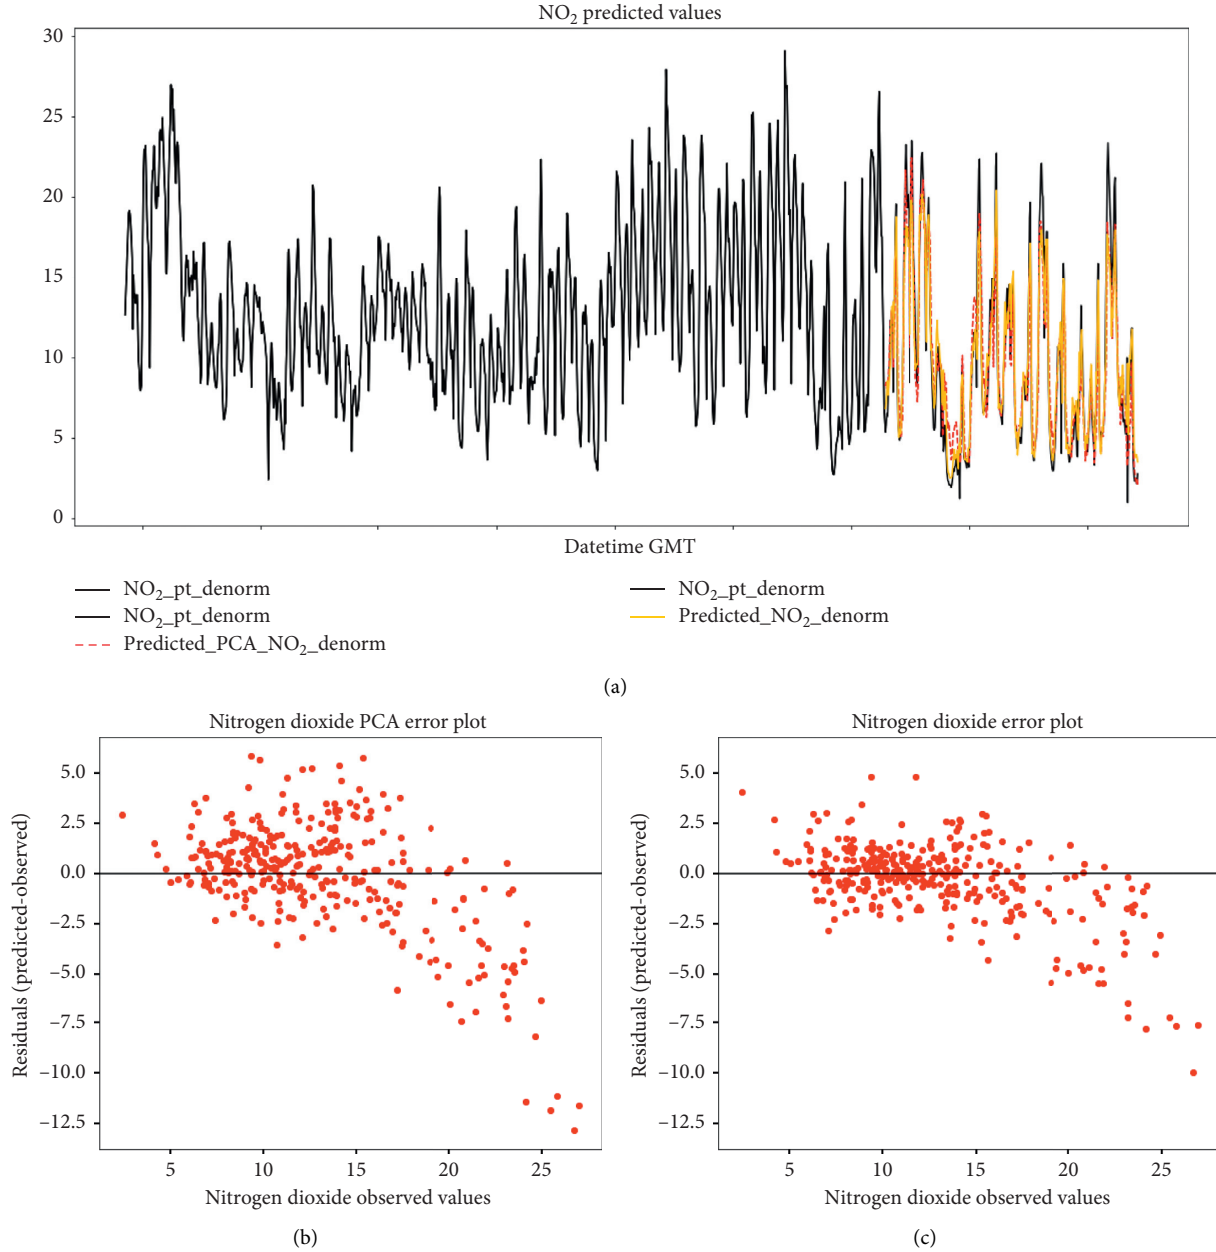 NO₂ predicted values
30
25
20
15
10
5
0
Datetime GMT
NO₂_pt_denorm
NO₂_pt_denorm
Predicted_PCA_NO₂_denorm
NO₂_pt_denorm
Predicted_NO₂_denorm
(a)
Nitrogen dioxide PCA error plot
Residuals (predicted-observed)
5.0
2.5
0.0
−2.5
−5.0
−7.5
−10.0
−12.5
5 10 15 20 25
Nitrogen dioxide observed values
(b)
Nitrogen dioxide error plot
Residuals (predicted-observed)
5.0
2.5
0.0
−2.5
−5.0
−7.5
−10.0
−12.5
5 10 15 20 25
Nitrogen dioxide observed values
(c)